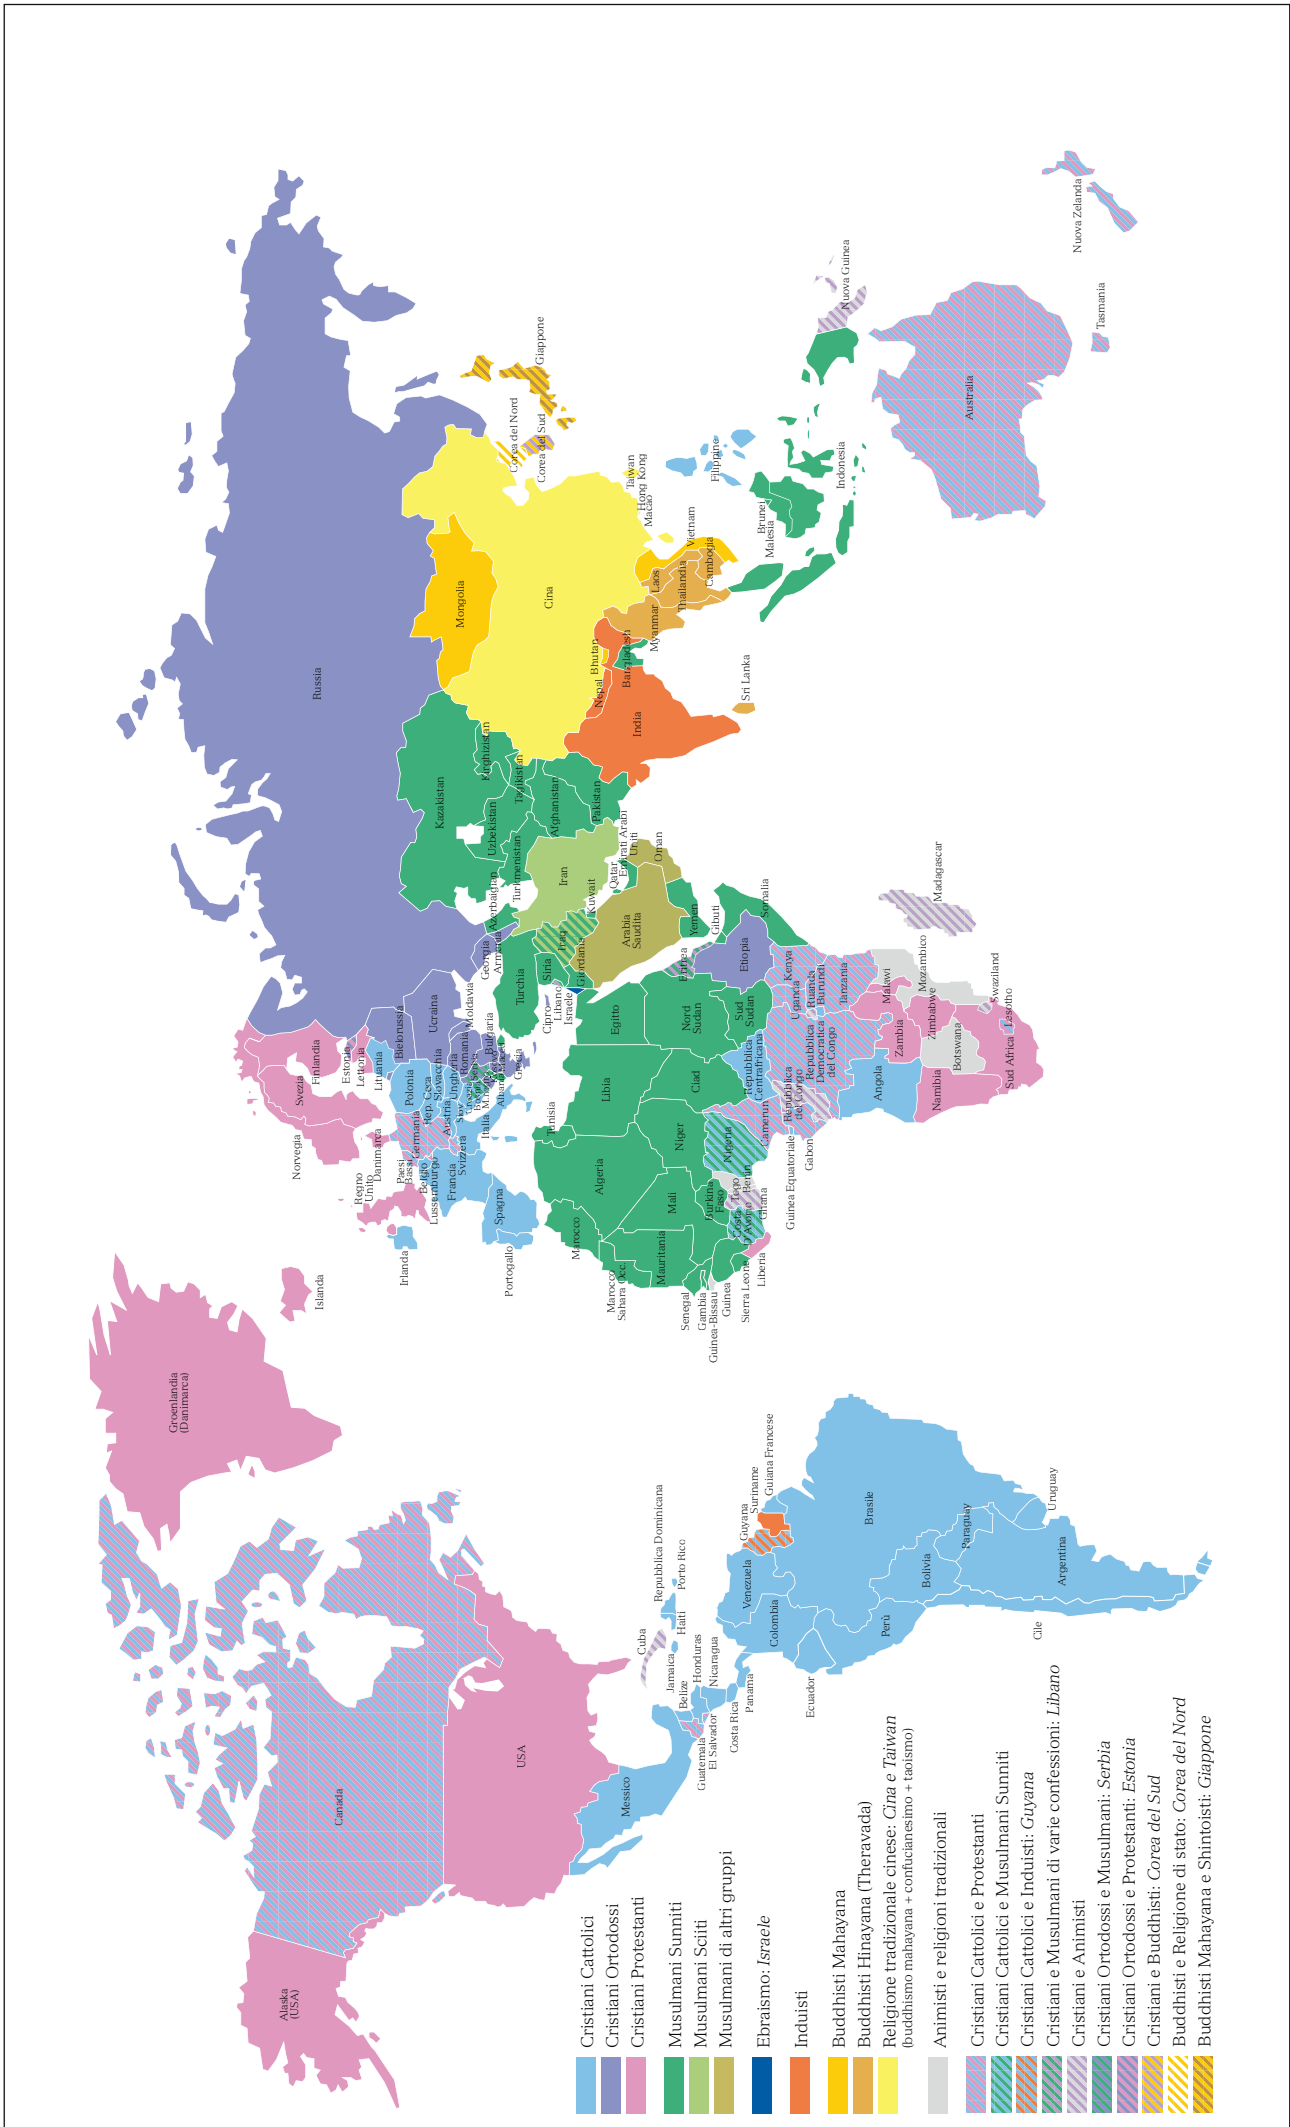 Alaska
(USA)
Canada
USA
Groenlandia
(Danimarca)
Islanda
Messico
Guatemala
El Salvador
Belize
Honduras
Nicaragua
Costa Rica
Panama
Cuba
Jamaica
Haiti
Repubblica Dominicana
Porto Rico
Venezuela
Colombia
Ecuador
Guyana
Suriname
Guiana Francese
Brasile
Perù
Bolivia
Paraguay
Uruguay
Argentina
Cile
Norvegia
Svezia
Finlandia
Estonia
Lettonia
Lituania
Danimarca
Regno
Unito
Irlanda
Paesi
Bassi
Belgio
Lussemburgo
Germania
Polonia
Bielorussia
Ucraina
Moldavia
Rep. Ceca
Slovacchia
Austria
Ungheria
Romania
Bulgaria
Svizzera
Francia
Spagna
Portogallo
Italia
Grecia
Russia
Georgia
Armenia
Azerbaigian
Turchia
Cipro
Libano
Israele
Siria
Giordania
Iraq
Iran
Kuwait
Arabia
Saudita
Qatar
Emirati Arabi
Uniti
Oman
Yemen
Kazakistan
Uzbekistan
Turkmenistan
Kirghizistan
Tagikistan
Afghanistan
Pakistan
India
Nepal
Bhutan
Bangladesh
Sri Lanka
Mongolia
Cina
Corea del Nord
Corea del Sud
Giappone
Taiwan
Hong Kong
Macao
Myanmar
Laos
Thailandia
Cambogia
Vietnam
Filippine
Brunei
Malesia
Indonesia
Nuova Guinea
Australia
Tasmania
Nuova Zelanda
Marocco
Marocco
Sahara Occ.
Algeria
Tunisia
Libia
Egitto
Mauritania
Mali
Niger
Ciad
Nord
Sudan
Sud
Sudan
Eritrea
Gibuti
Etiopia
Somalia
Senegal
Gambia
Guinea-Bissau
Guinea
Sierra Leone
Liberia
Costa
D'Avorio
Burkina
Faso
Ghana
Togo
Benin
Nigeria
Camerun
Repubblica
Centrafricana
Guinea Equatoriale
Gabon
Repubblica
del Congo
Repubblica
Democratica
del Congo
Uganda
Kenya
Ruanda
Burundi
Tanzania
Angola
Zambia
Malawi
Mozambico
Zimbabwe
Namibia
Botswana
Sud Africa
Lesotho
Swaziland
Madagascar
Cristiani Cattolici
Cristiani Ortodossi
Cristiani Protestanti
Musulmani Sunniti
Musulmani Sciiti
Musulmani di altri gruppi
Ebraismo: Israele
Induisti
Buddhisti Mahayana
Buddhisti Hinayana (Theravada)
Religione tradizionale cinese: Cina e Taiwan
(buddhismo mahayana + confucianesimo + taoismo)
Animisti e religioni tradizionali
Cristiani Cattolici e Protestanti
Cristiani Cattolici e Musulmani Sunniti
Cristiani Cattolici e Induisti: Guyana
Cristiani e Musulmani di varie confessioni: Libano
Cristiani e Animisti
Cristiani Ortodossi e Musulmani: Serbia
Cristiani Ortodossi e Protestanti: Estonia
Cristiani e Buddhisti: Corea del Sud
Buddhisti e Religione di stato: Corea del Nord
Buddhisti Mahayana e Shintoisti: Giappone